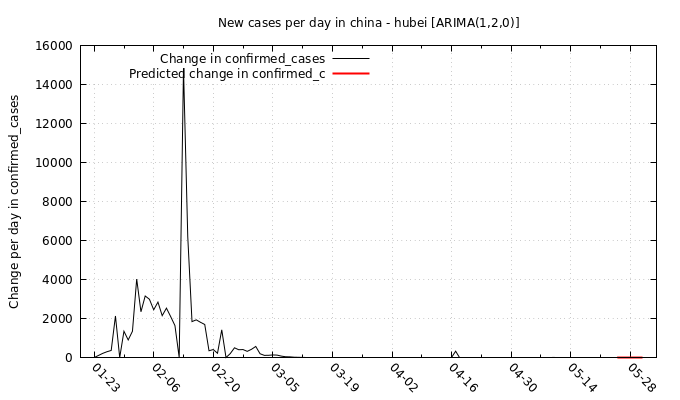 New cases per day in china - hubei [ARIMA(1,2,0)]
Change in confirmed_cases
Predicted change in confirmed_c
Change per day in confirmed_cases
16000
14000
12000
10000
8000
6000
4000
2000
0
01-23 02-06 02-20 03-05 03-19 04-02 04-16 04-30 05-14 05-28